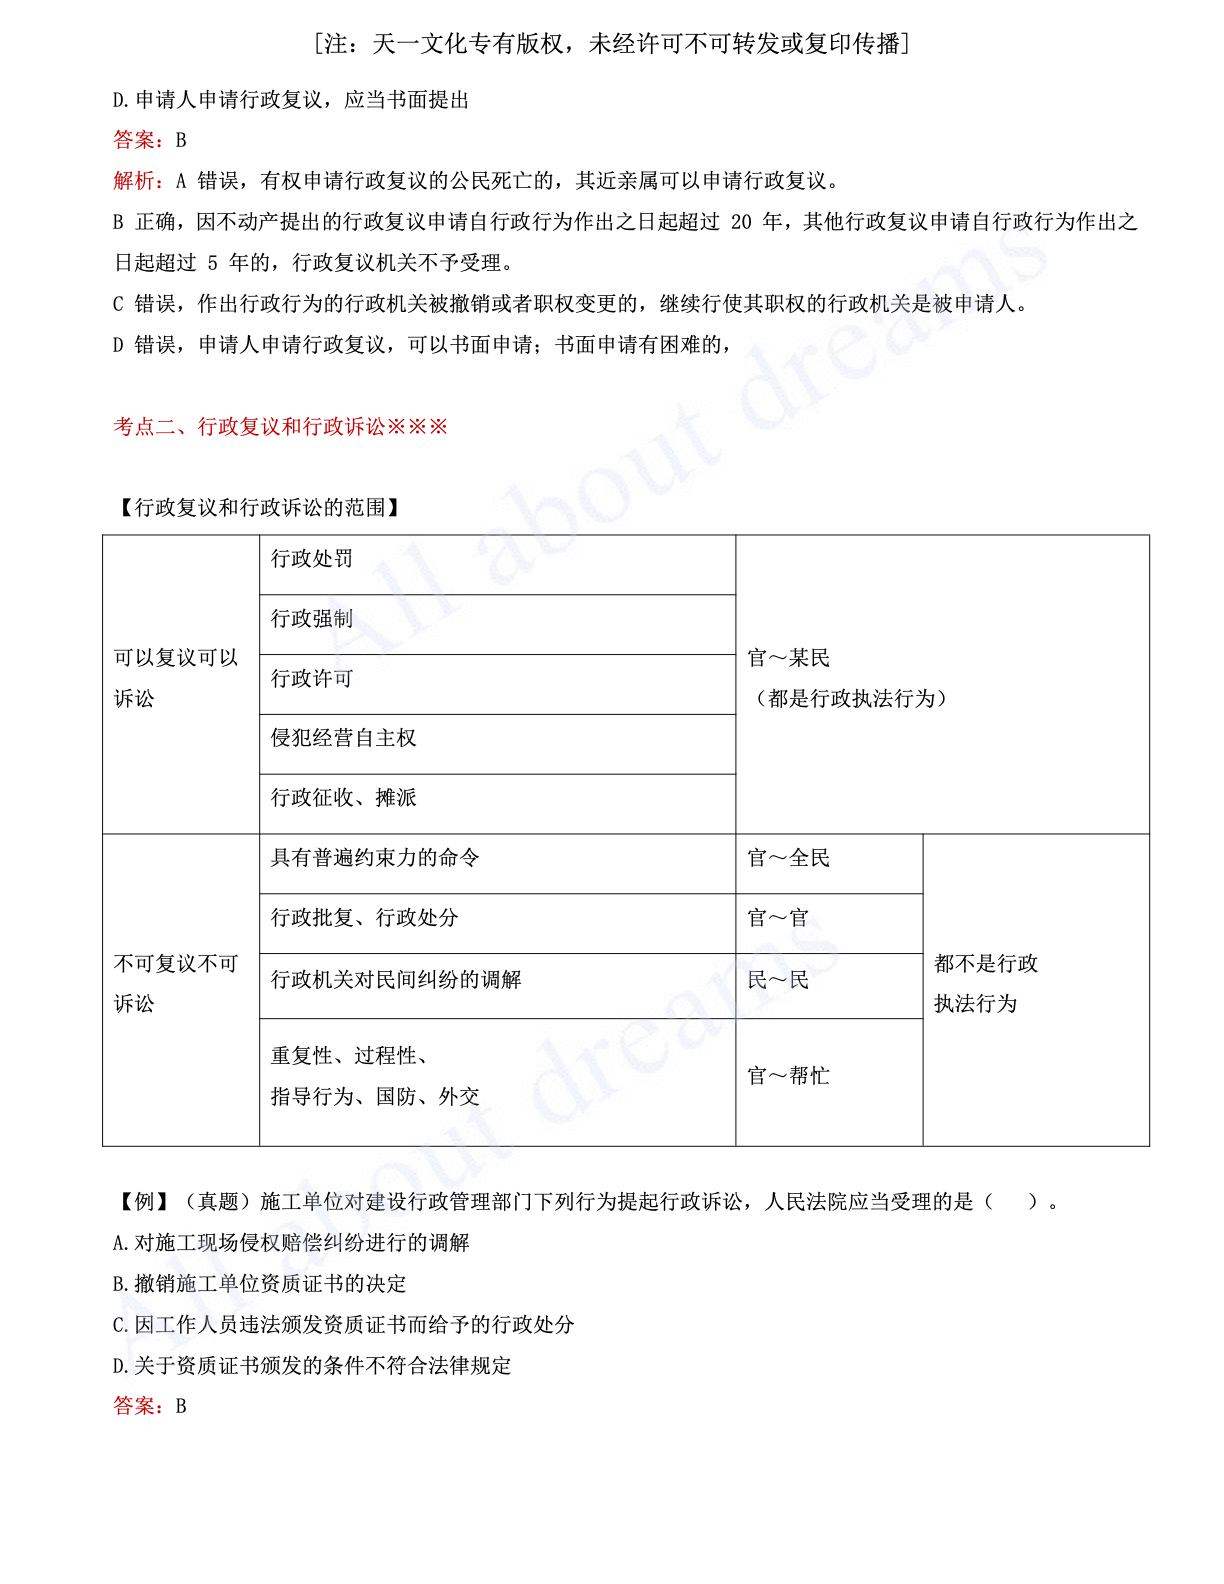 [注：天一文化专有版权，未经许可不可转发或复印传播]
D.申请人申请行政复议，应当书面提出
答案：B
解析：A 错误，有权申请行政复议的公民死亡的，其近亲属可以申请行政复议。
B 正确，因不动产提出的行政复议申请自行政行为作出之日起超过 20 年，其他行政复议申请自行政行为作出之
日起超过 5 年的，行政复议机关不予受理。
C 错误，作出行政行为的行政机关被撤销或者职权变更的，继续行使其职权的行政机关是被申请人。
D 错误，申请人申请行政复议，可以书面申请；书面申请有困难的，
考点二、行政复议和行政诉讼※※※
【行政复议和行政诉讼的范围】
可以复议可以
诉讼
行政处罚
行政强制
行政许可
侵犯经营自主权
行政征收、摊派
官～某民
（都是行政执法行为）
不可复议不可
诉讼
具有普遍约束力的命令
官～全民
行政批复、行政处分
官～官
行政机关对民间纠纷的调解
民～民
重复性、过程性、
指导行为、国防、外交
官～帮忙
都不是行政
执法行为
【例】（真题）施工单位对建设行政管理部门下列行为提起行政诉讼，人民法院应当受理的是（   ）。
A.对施工现场侵权赔偿纠纷进行的调解
B.撤销施工单位资质证书的决定
C.因工作人员违法颁发资质证书而给予的行政处分
D.关于资质证书颁发的条件不符合法律规定
答案：B
All about dreams
All about dreams